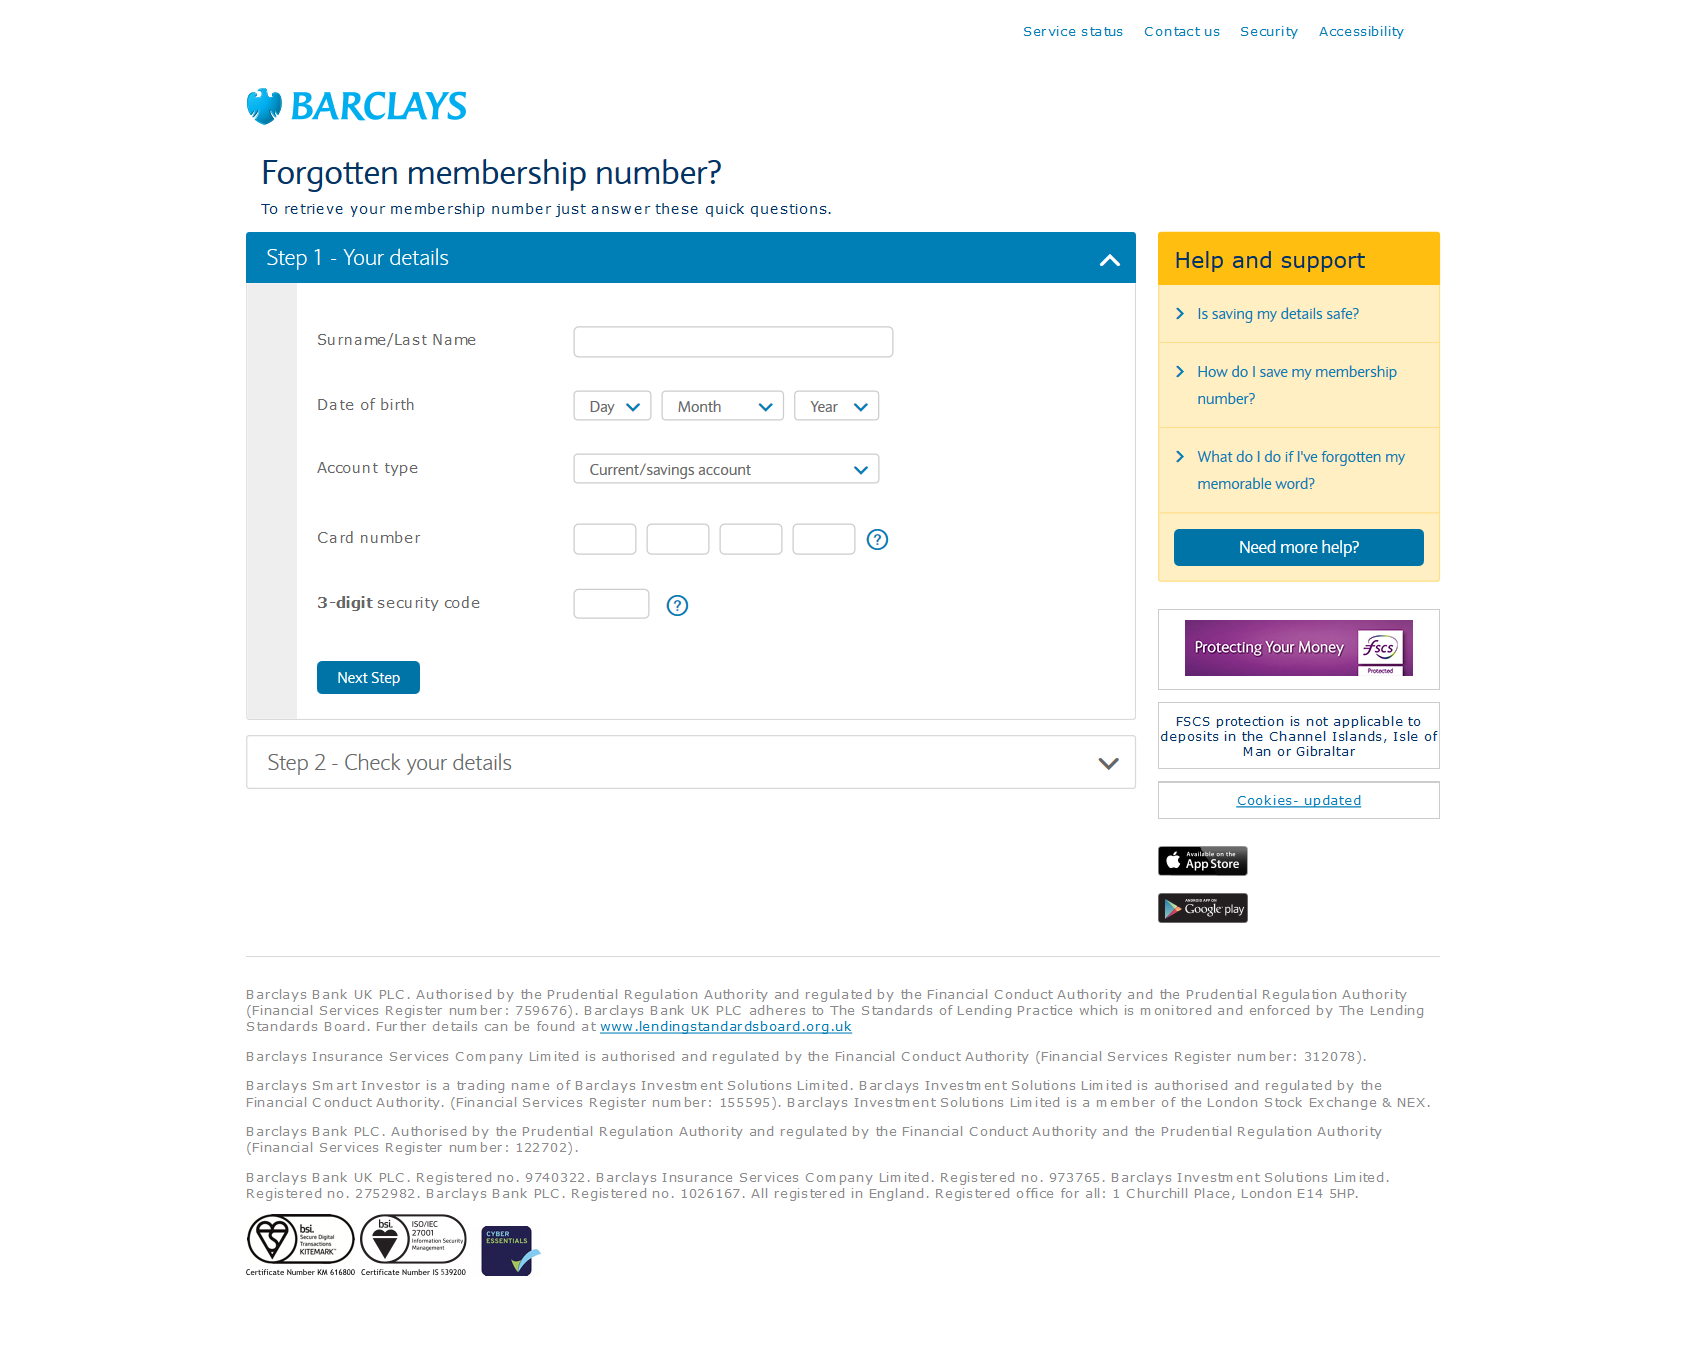 Service status Contact us Security Accessibility
BARCLAYS
Forgotten membership number?
To retrieve your membership number just answer these quick questions.
Step 1 - Your details
Surname/Last Name
Date of birth
Day Month Year
Account type
Current/savings account
Card number
?
3-digit security code
?
Next Step
Step 2 - Check your details
Help and support
Is saving my details safe?
How do I save my membership
number?
What do I do if I've forgotten my
memorable word?
Need more help?
Protecting Your Money
fscs
Protected
FSCS protection is not applicable to
deposits in the Channel Islands, Isle of
Man or Gibraltar
Cookies- updated
Available on the
App Store
ANDROID APP ON
Google play
Barclays Bank UK PLC. Authorised by the Prudential Regulation Authority and regulated by the Financial Conduct Authority and the Prudential Regulation Authority
(Financial Services Register number: 759676). Barclays Bank UK PLC adheres to The Standards of Lending Practice which is monitored and enforced by The Lending
Standards Board. Further details can be found at www.lendingstandardsboard.org.uk
Barclays Insurance Services Company Limited is authorised and regulated by the Financial Conduct Authority (Financial Services Register number: 312078).
Barclays Smart Investor is a trading name of Barclays Investment Solutions Limited. Barclays Investment Solutions Limited is authorised and regulated by the
Financial Conduct Authority. (Financial Services Register number: 155595). Barclays Investment Solutions Limited is a member of the London Stock Exchange & NEX.
Barclays Bank PLC. Authorised by the Prudential Regulation Authority and regulated by the Financial Conduct Authority and the Prudential Regulation Authority
(Financial Services Register number: 122702).
Barclays Bank UK PLC. Registered no. 9740322. Barclays Insurance Services Company Limited. Registered no. 973765. Barclays Investment Solutions Limited.
Registered no. 2752982. Barclays Bank PLC. Registered no. 1026167. All registered in England. Registered office for all: 1 Churchill Place, London E14 5HP.
bsi.
Secure Digital
Transactions
KITEMARK™
Certificate Number KM 616800
bsi.
ISO/IEC
27001
Information Security
Management
Certificate Number IS 539200
CYBER
ESSENTIALS